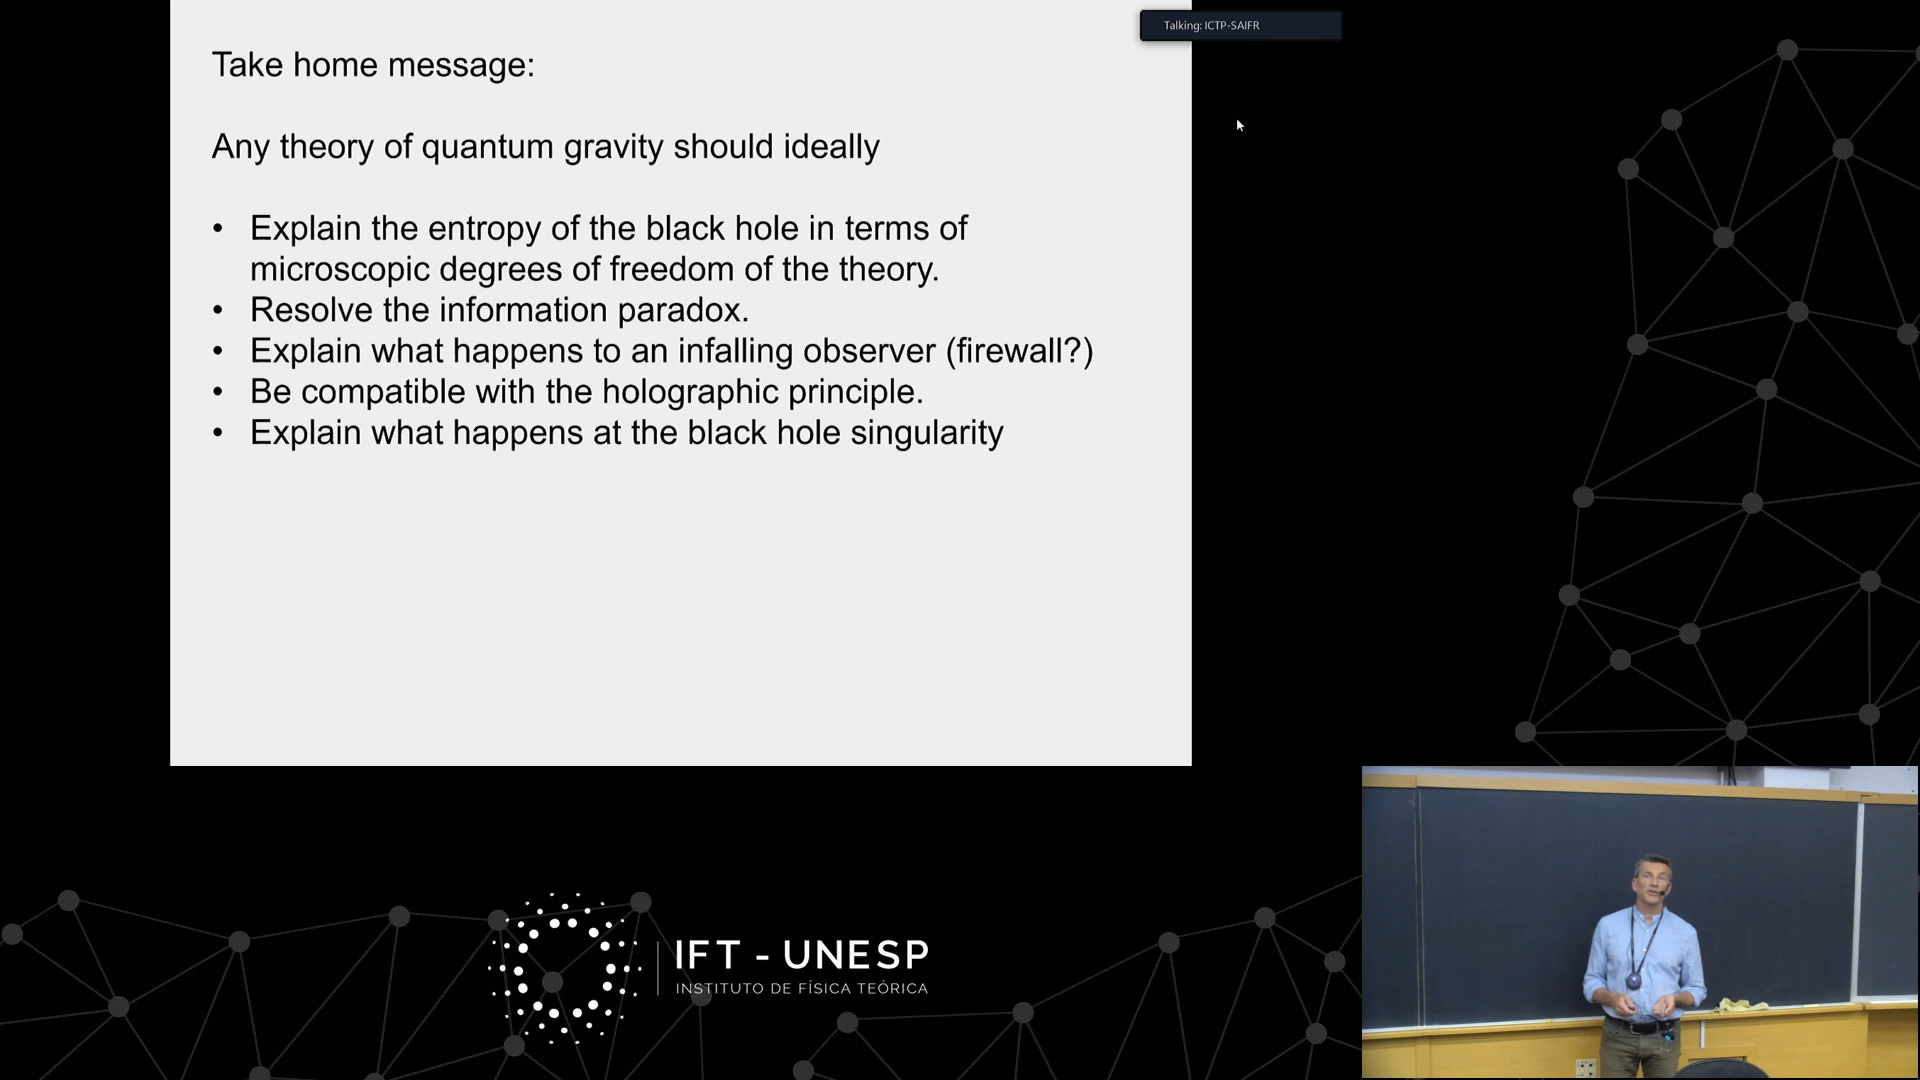 Talking: ICTP-SAIFR
Take home message:
Any theory of quantum gravity should ideally
• Explain the entropy of the black hole in terms of
microscopic degrees of freedom of the theory.
• Resolve the information paradox.
• Explain what happens to an infalling observer (firewall?)
• Be compatible with the holographic principle.
• Explain what happens at the black hole singularity
IFT - UNESP
INSTITUTO DE FÍSICA TEÓRICA